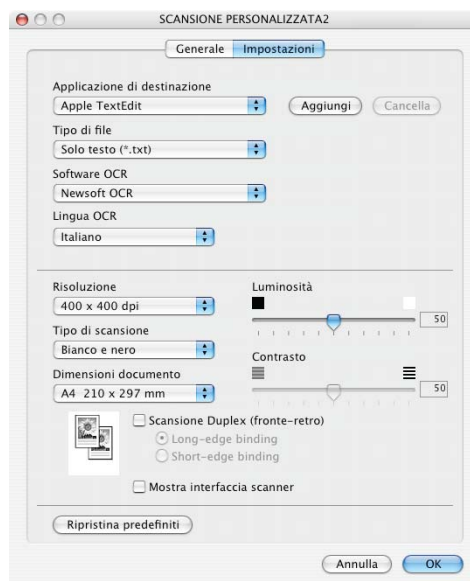 SCANSIONE PERSONALIZZATA2
Generale Impostazioni
Applicazione di destinazione
Apple TextEdit Aggiungi Cancella
Tipo di file
Solo testo (*.txt)
Software OCR
Newsoft OCR
Lingua OCR
Italiano
Risoluzione Luminosità
400 x 400 dpi 50
Tipo di scansione
Bianco e nero Contrasto
Dimensioni documento
A4 210 x 297 mm 50
Scansione Duplex (fronte-retro)
Long-edge binding
Short-edge binding
Mostra interfaccia scanner
Ripristina predefiniti
Annulla OK